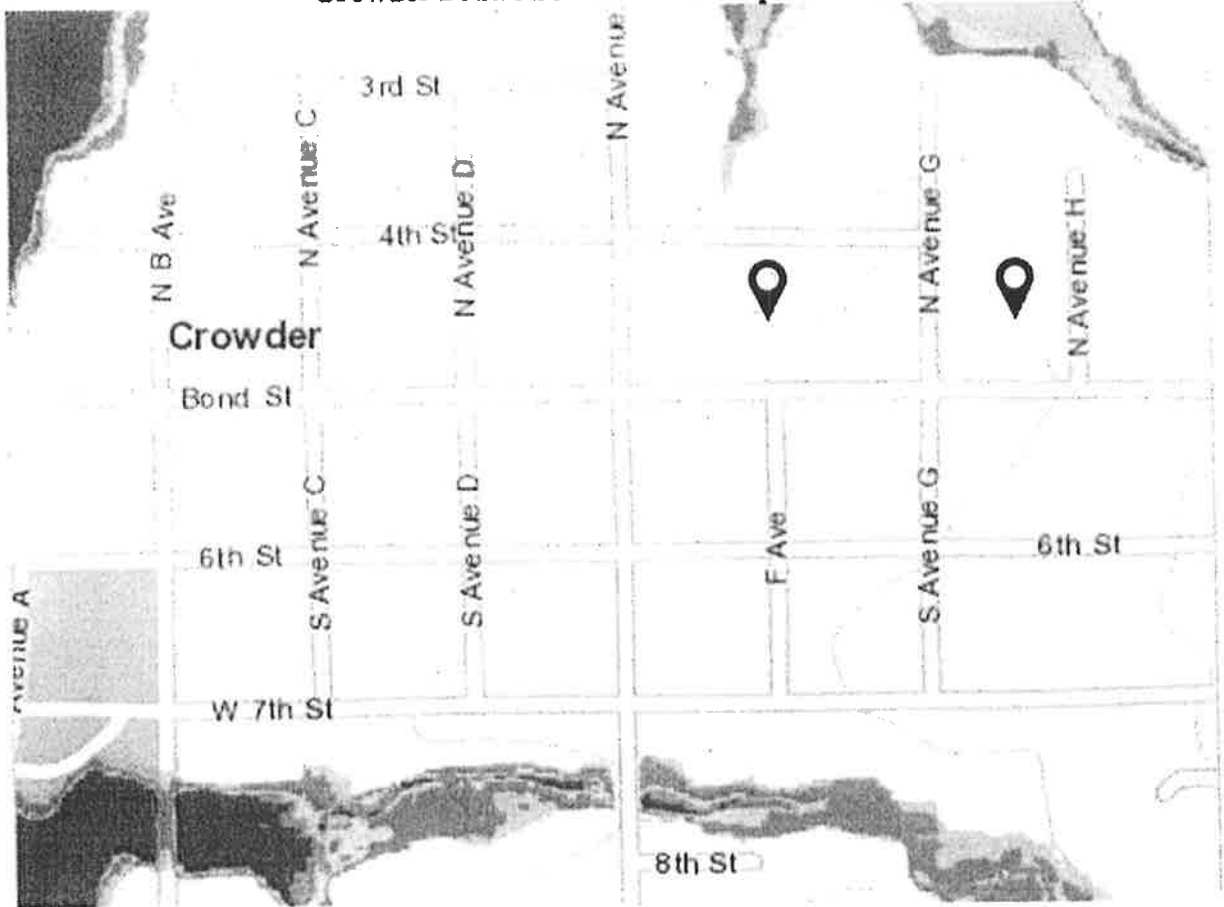 3rd St
N Avenue
N Avenue C
N Avenue D
N Avenue G
N Avenue H
N B Ave
4th St
Crowder
Bond St
S Avenue C
S Avenue D
F Ave
S Avenue G
6th St
6th St
Avenue A
W 7th St
8th St